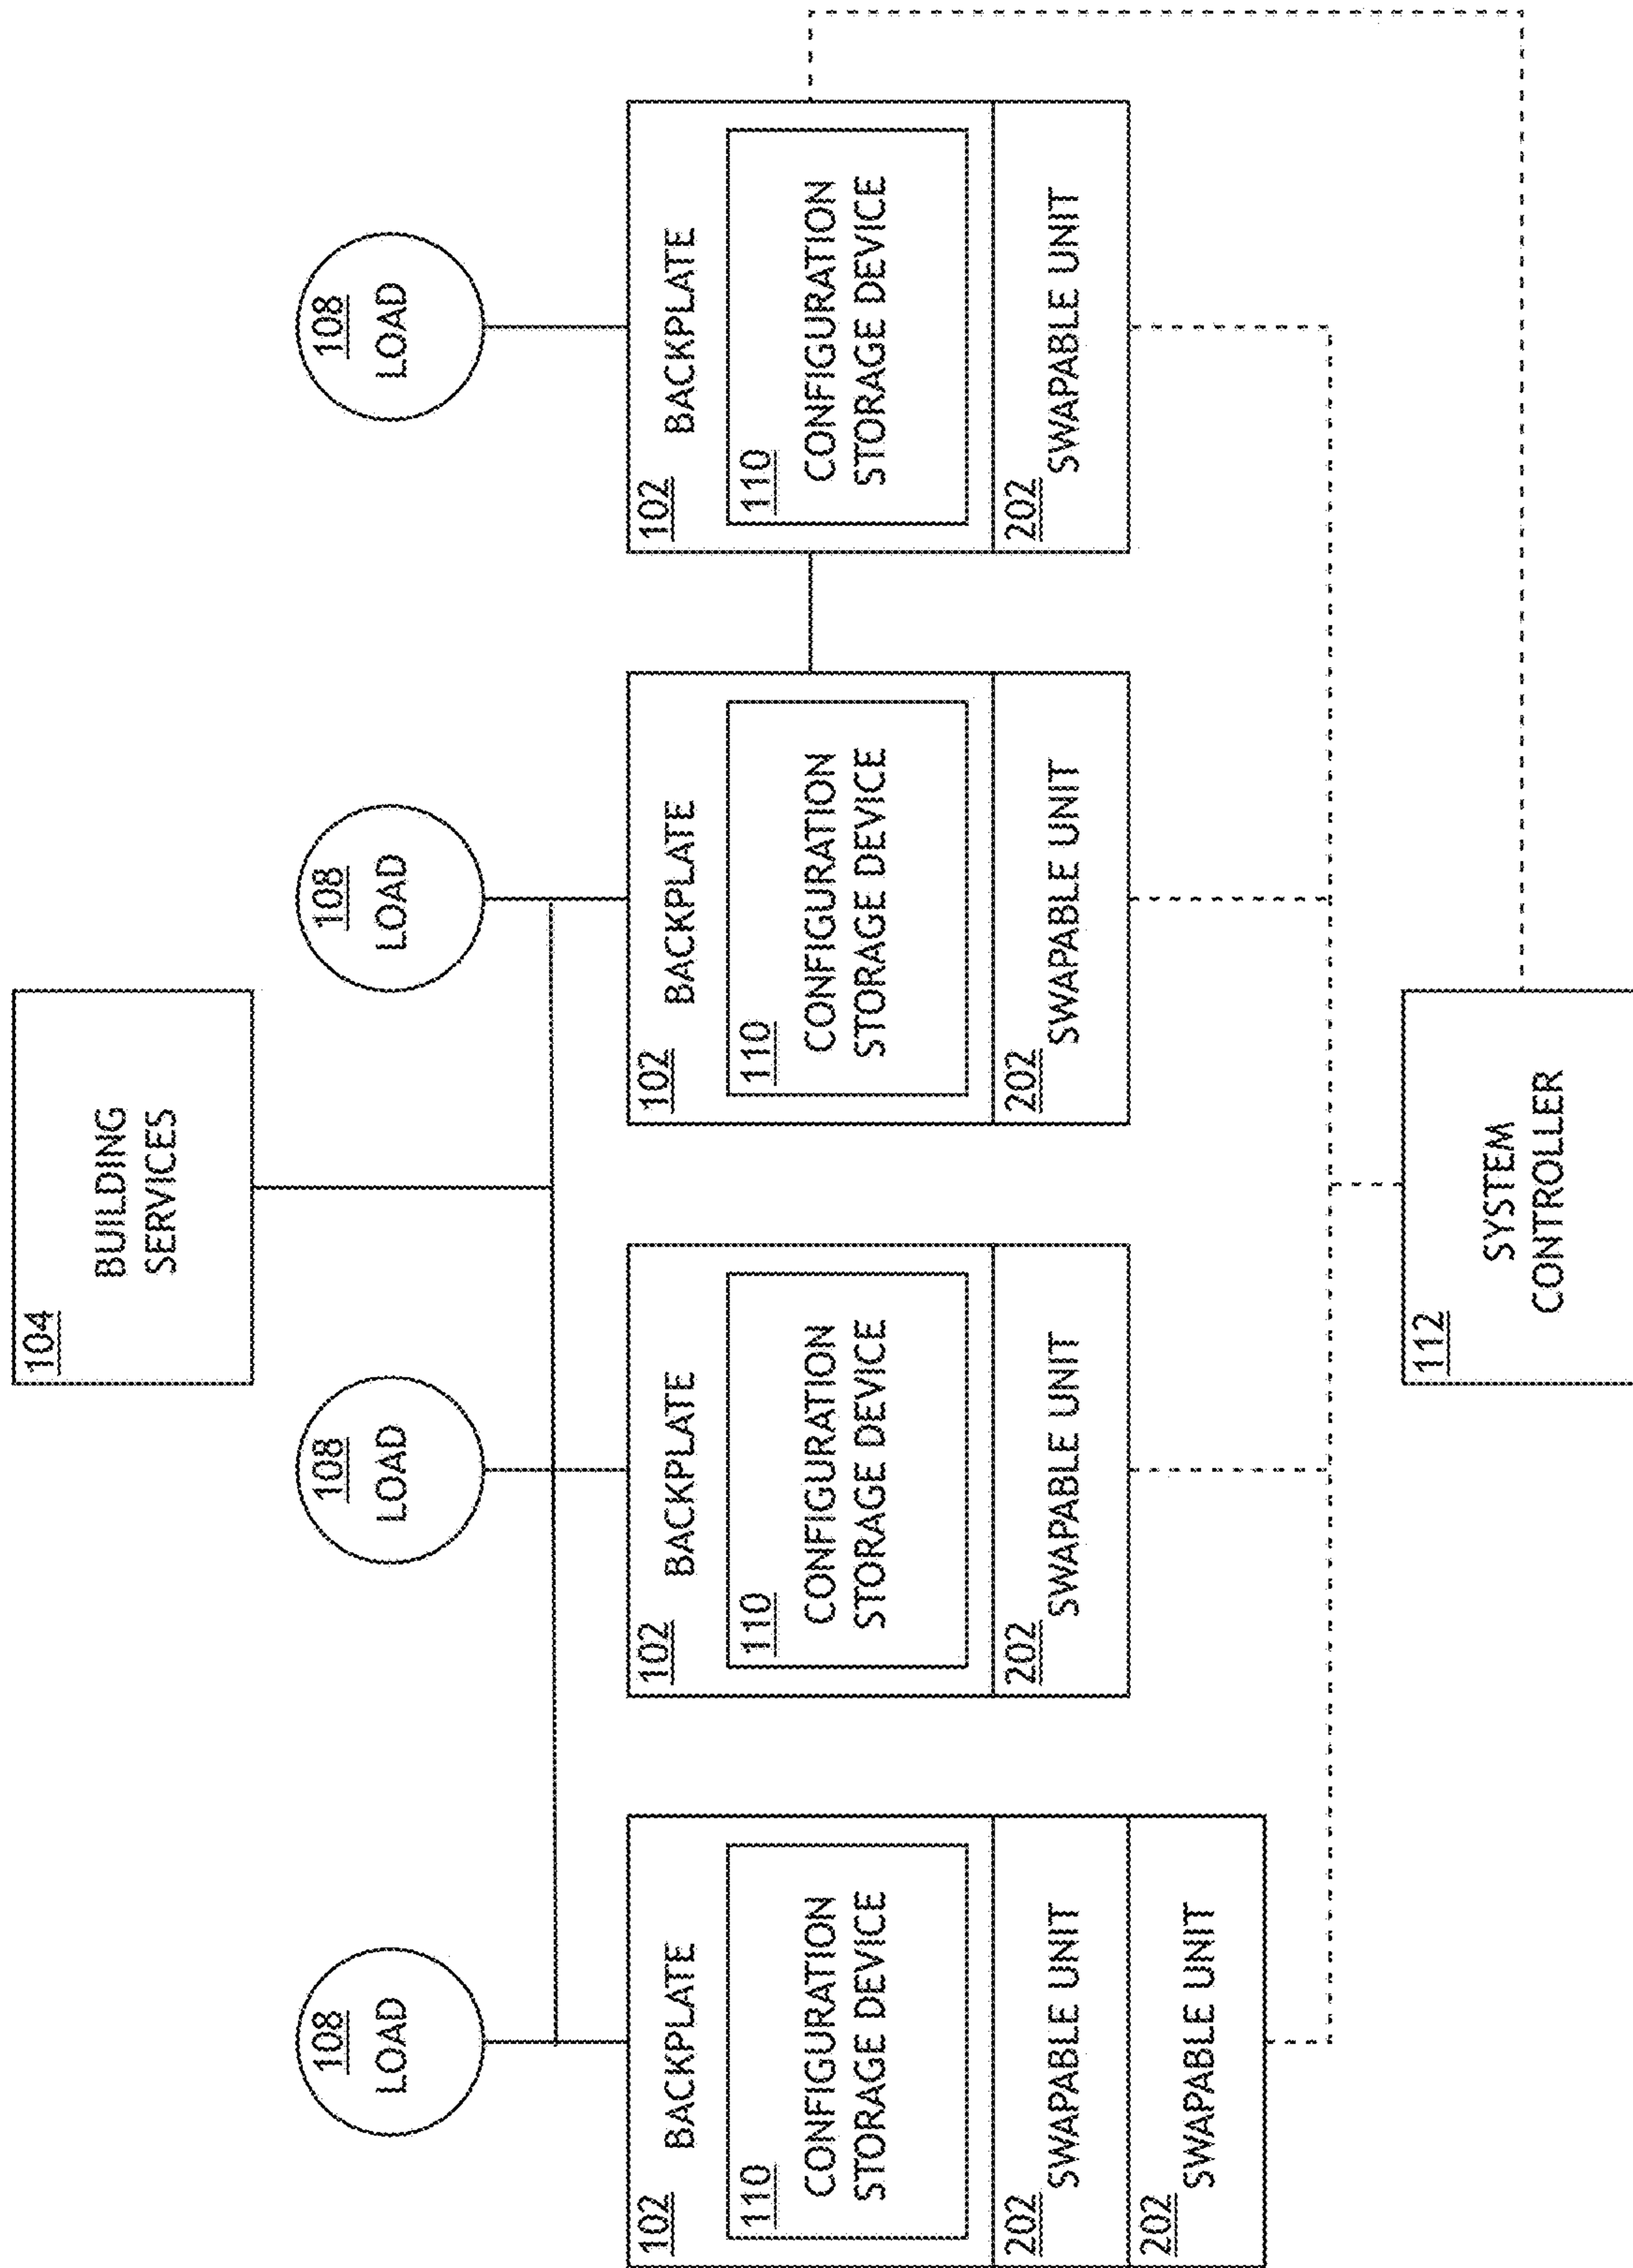 104
BUILDING
SERVICES
108
LOAD
108
LOAD
108
LOAD
108
LOAD
102
BACKPLATE
110
CONFIGURATION
STORAGE DEVICE
202
SWAPABLE UNIT
202
SWAPABLE UNIT
102
BACKPLATE
110
CONFIGURATION
STORAGE DEVICE
202
SWAPABLE UNIT
102
BACKPLATE
110
CONFIGURATION
STORAGE DEVICE
202
SWAPABLE UNIT
102
BACKPLATE
110
CONFIGURATION
STORAGE DEVICE
202
SWAPABLE UNIT
112
SYSTEM
CONTROLLER